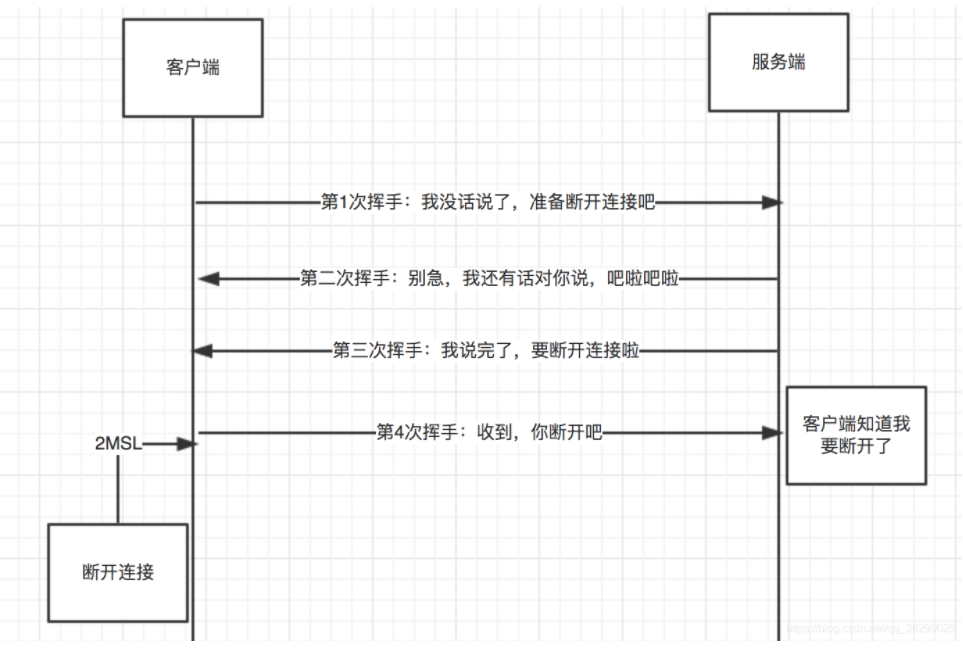 客户端
服务端
第1次挥手：我没话说了，准备断开连接吧
第二次挥手：别急，我还有话对你说，吧啦吧啦
第三次挥手：我说完了，要断开连接啦
第4次挥手：收到，你断开吧
客户端知道我
要断开了
2MSL
断开连接
https://blog.csdn.net/qq_36299025